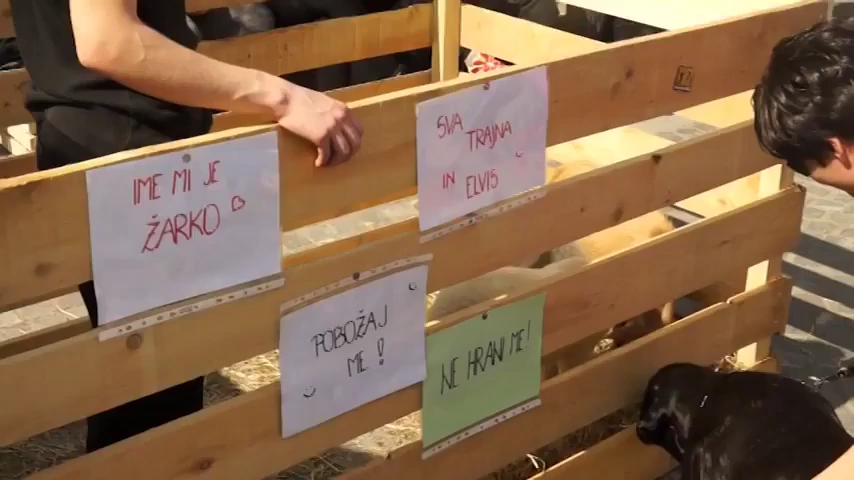 IME MI JE
ŽARKO
SVA
TRAJNA
IN ELVIS
POBOŽAJ
ME !
NE HRANI ME!